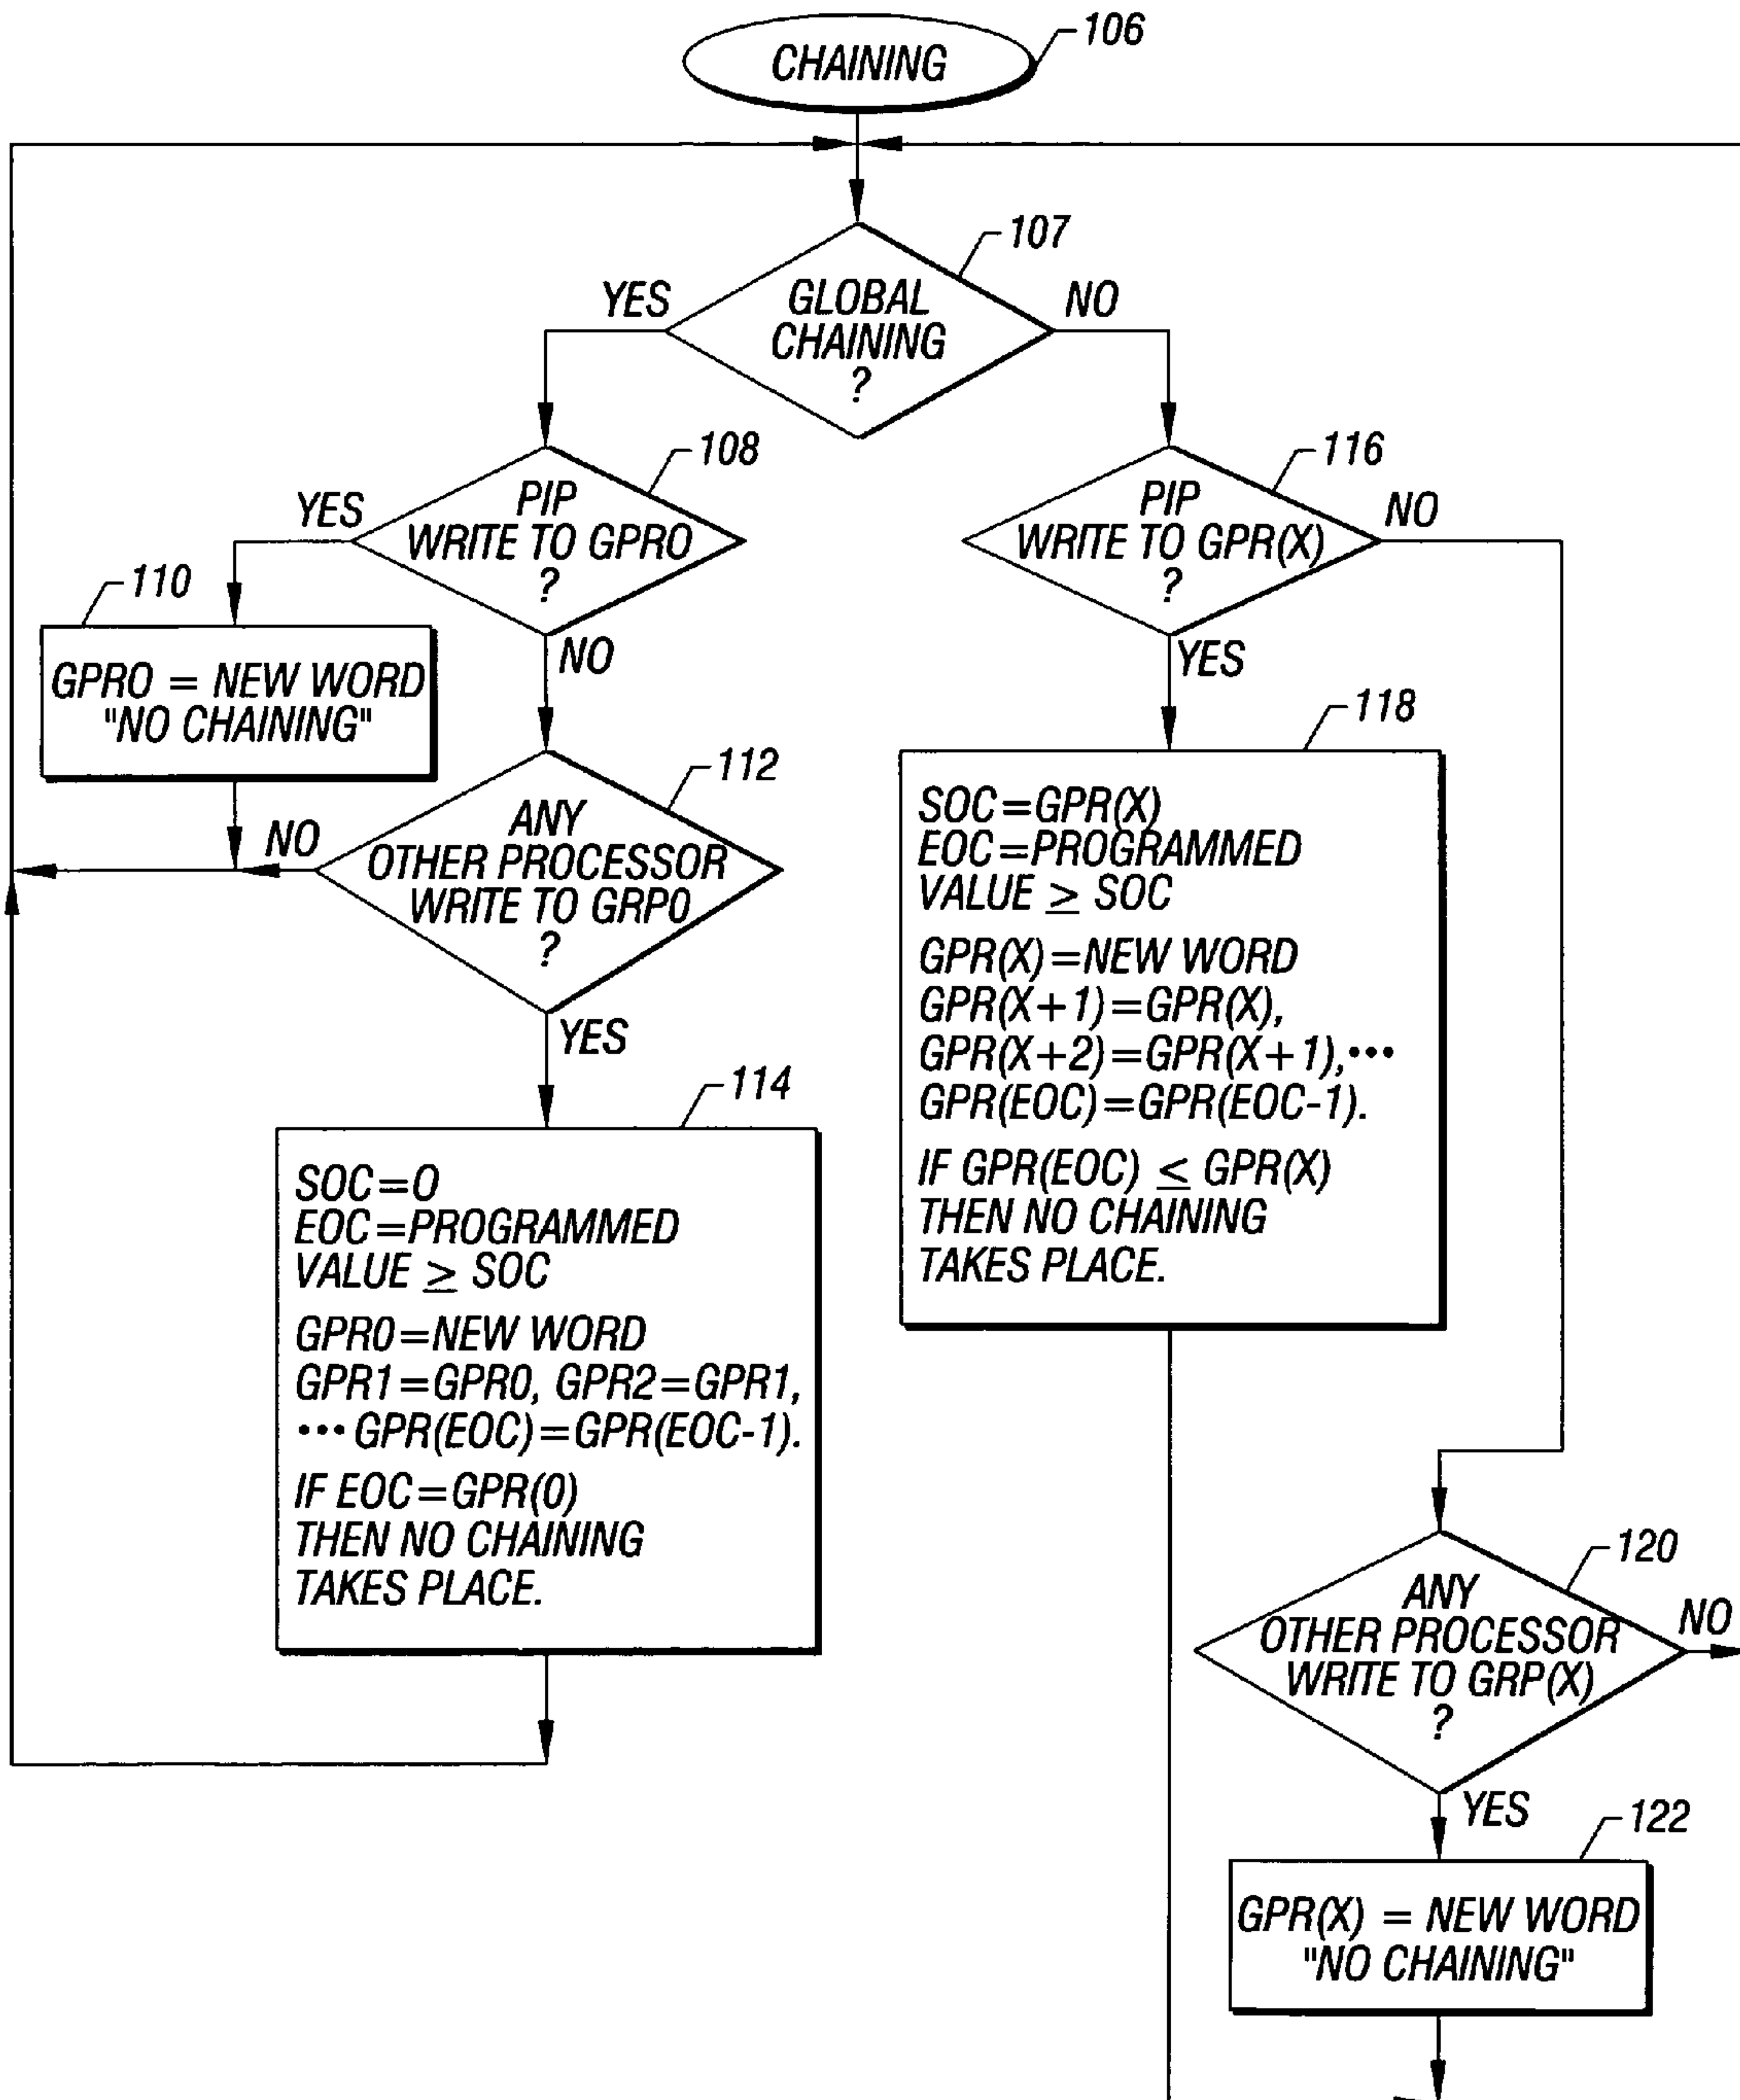 CHAINING
106
107
GLOBAL
CHAINING
?
YES
NO
108
PIP
WRITE TO GPR0
?
YES
NO
110
GPR0 = NEW WORD
"NO CHAINING"
112
ANY
OTHER PROCESSOR
WRITE TO GRP0
?
NO
YES
114
SOC=0
EOC=PROGRAMMED
VALUE ≥ SOC
GPR0=NEW WORD
GPR1=GPR0, GPR2=GPR1,
••• GPR(EOC)=GPR(EOC-1).
IF EOC=GPR(0)
THEN NO CHAINING
TAKES PLACE.
116
PIP
WRITE TO GPR(X)
?
NO
YES
118
SOC=GPR(X)
EOC=PROGRAMMED
VALUE ≥ SOC
GPR(X)=NEW WORD
GPR(X+1)=GPR(X),
GPR(X+2)=GPR(X+1),•••
GPR(EOC)=GPR(EOC-1).
IF GPR(EOC) ≤ GPR(X)
THEN NO CHAINING
TAKES PLACE.
120
ANY
OTHER PROCESSOR
WRITE TO GRP(X)
?
NO
YES
122
GPR(X) = NEW WORD
"NO CHAINING"